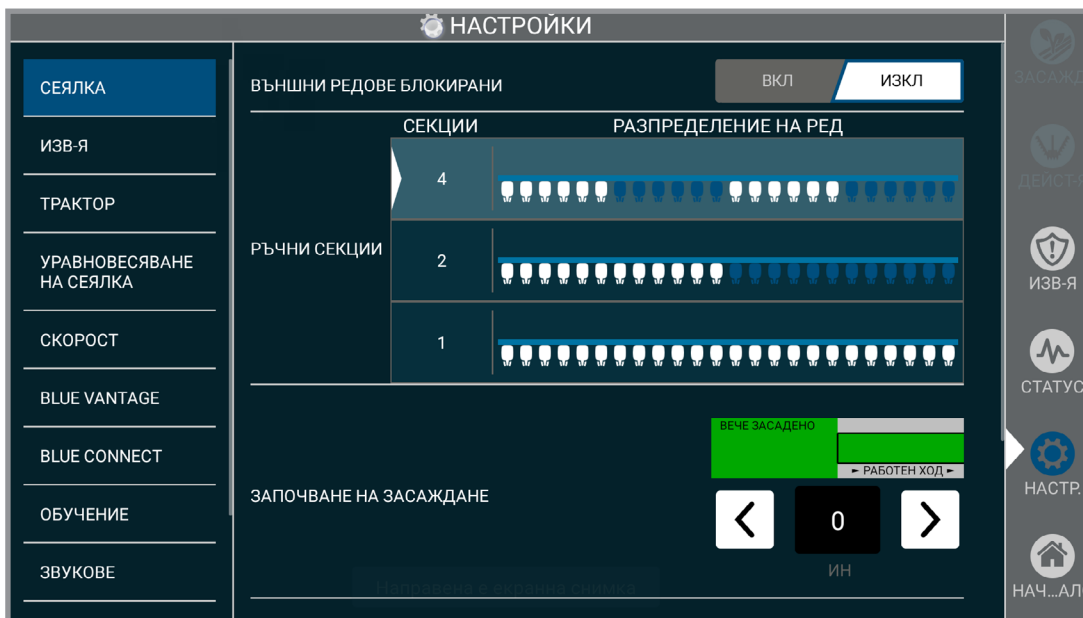 НАСТРОЙКИ
СЕЯЛКА
ИЗВ-Я
ТРАКТОР
УРАВНОВЕСЯВАНЕ
НА СЕЯЛКА
СКОРОСТ
BLUE VANTAGE
BLUE CONNECT
ОБУЧЕНИЕ
ЗВУКОВЕ
ВЪНШНИ РЕДОВЕ БЛОКИРАНИ
ВКЛ
ИЗКЛ
СЕКЦИИ
РАЗПРЕДЕЛЕНИЕ НА РЕД
РЪЧНИ СЕКЦИИ
4
2
1
ЗАПОЧВАНЕ НА ЗАСАЖДАНЕ
ВЕЧЕ ЗАСАДЕНО
РАБОТЕН ХОД
0
ИН
Направена е екранна снимка
ЗАСАЖД
ДЕЙСТ-Я
ИЗВ-Я
СТАТУС
НАСТР.
НАЧ...АЛО